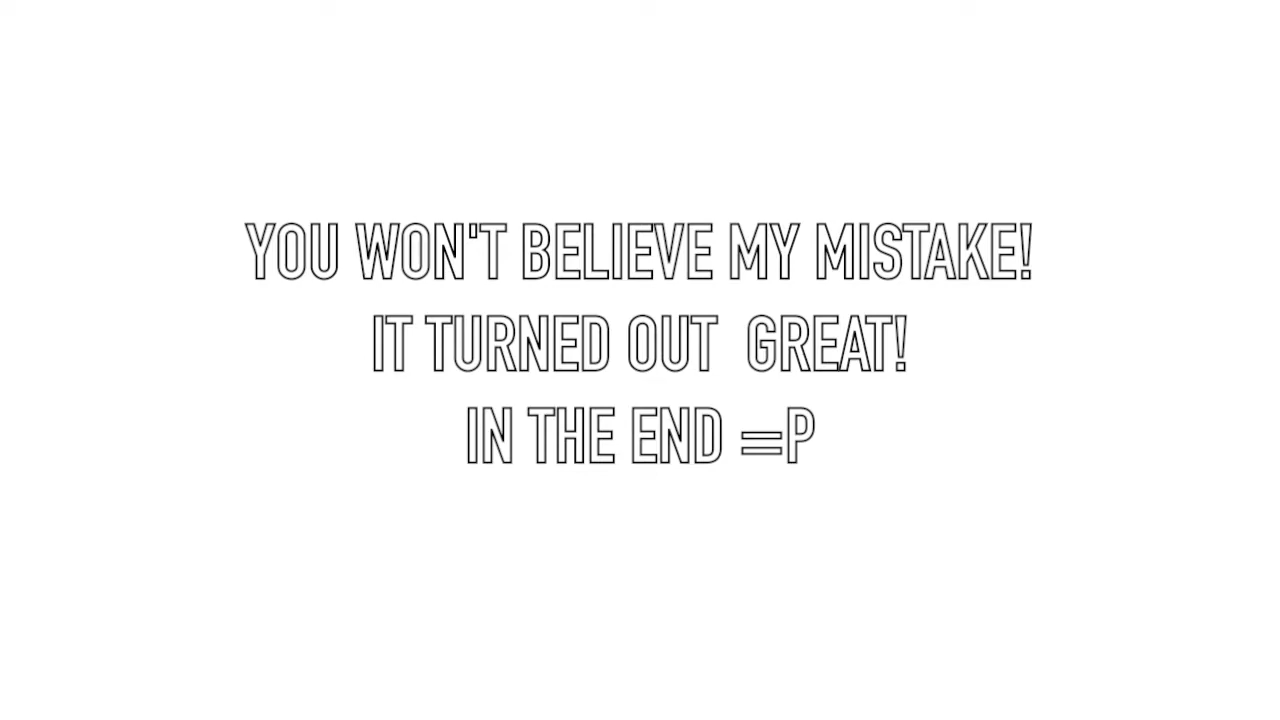 YOU WON'T BELIEVE MY MISTAKE!
IT TURNED OUT  GREAT!
IN THE END =P